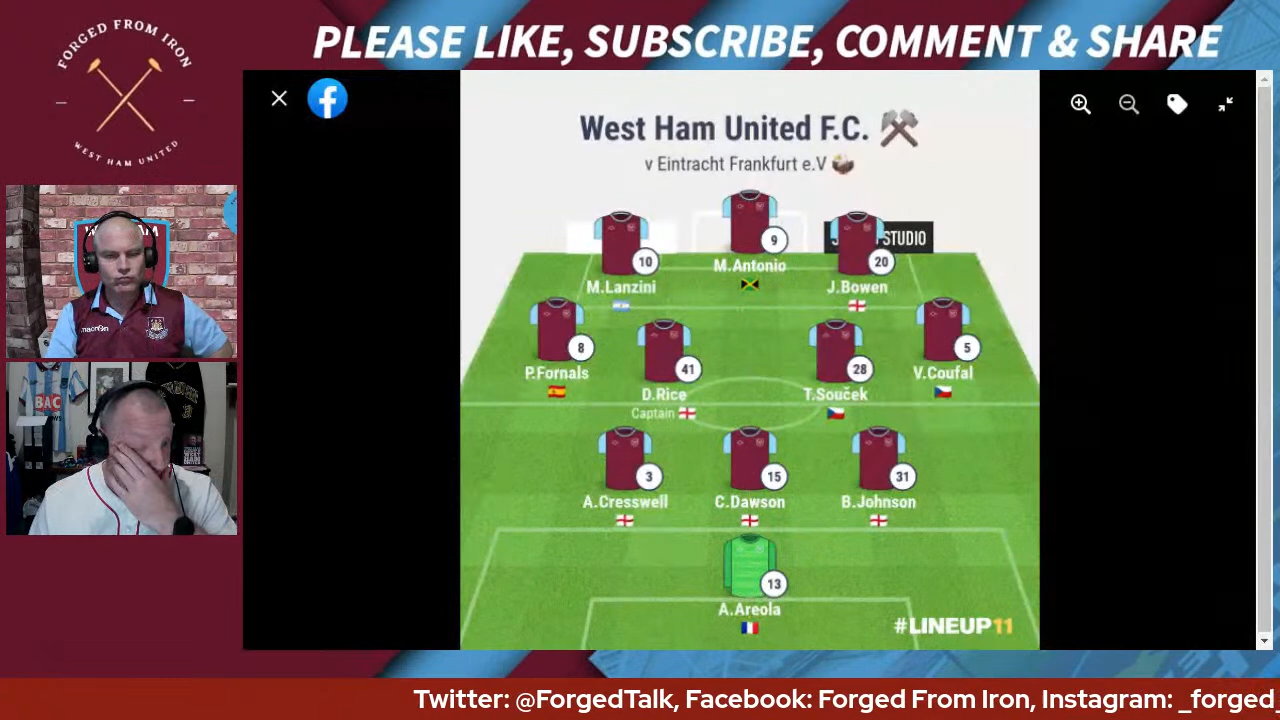 FORGED FROM IRON
WEST HAM UNITED
PLEASE LIKE, SUBSCRIBE, COMMENT & SHARE
West Ham United F.C.
v Eintracht Frankfurt e.V
STUDIO
9
M.Antonio
10
M.Lanzini
20
J.Bowen
8
P.Fornals
41
D.Rice
Captain
28
T.Souček
5
V.Coufal
3
A.Cresswell
15
C.Dawson
31
B.Johnson
13
A.Areola
#LINEUP11
macron
BAC
Twitter: @ForgedTalk, Facebook: Forged From Iron, Instagram: _forged_